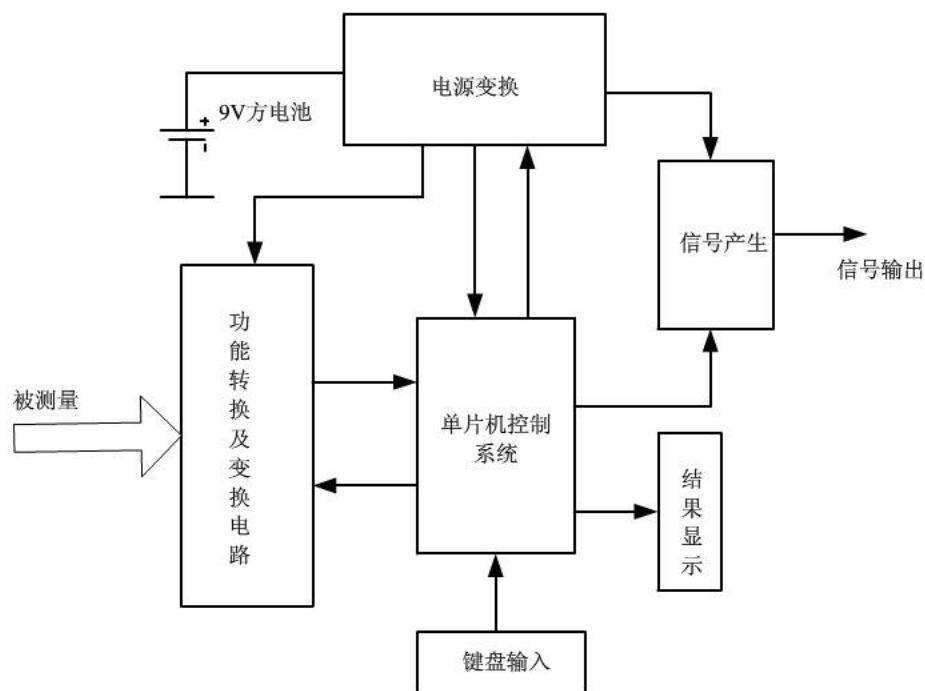 电源变换
9V方电池
信号产生
信号输出
功能转换及变换电路
被测量
单片机控制
系统
结果显示
键盘输入